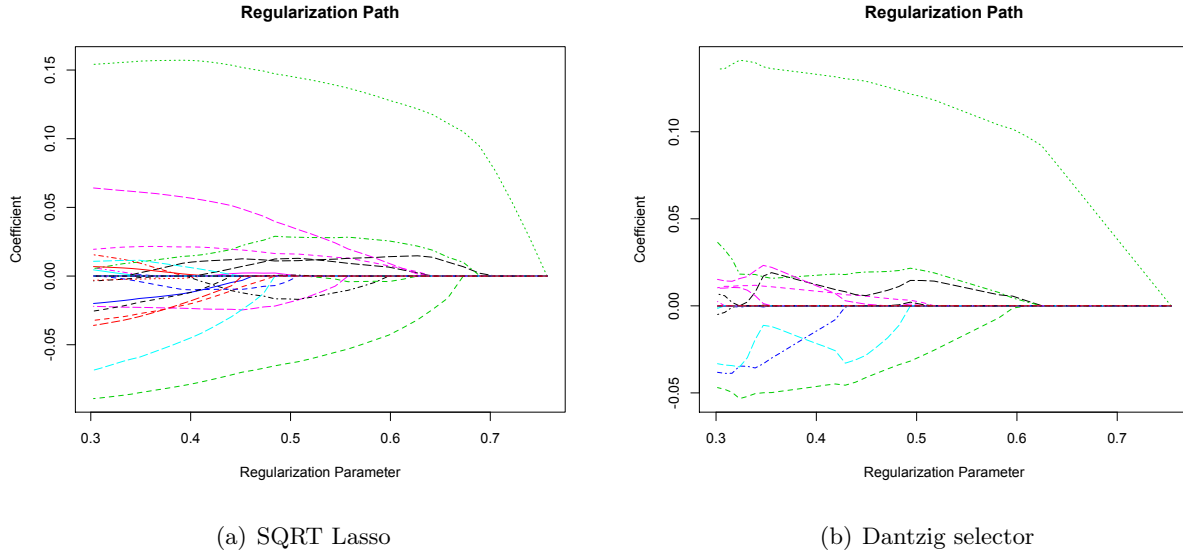 Regularization Path
Coefficient
0.15
0.10
0.05
0.00
-0.05
0.3 0.4 0.5 0.6 0.7
Regularization Parameter
(a) SQRT Lasso
Regularization Path
Coefficient
0.10
0.05
0.00
-0.05
0.3 0.4 0.5 0.6 0.7
Regularization Parameter
(b) Dantzig selector